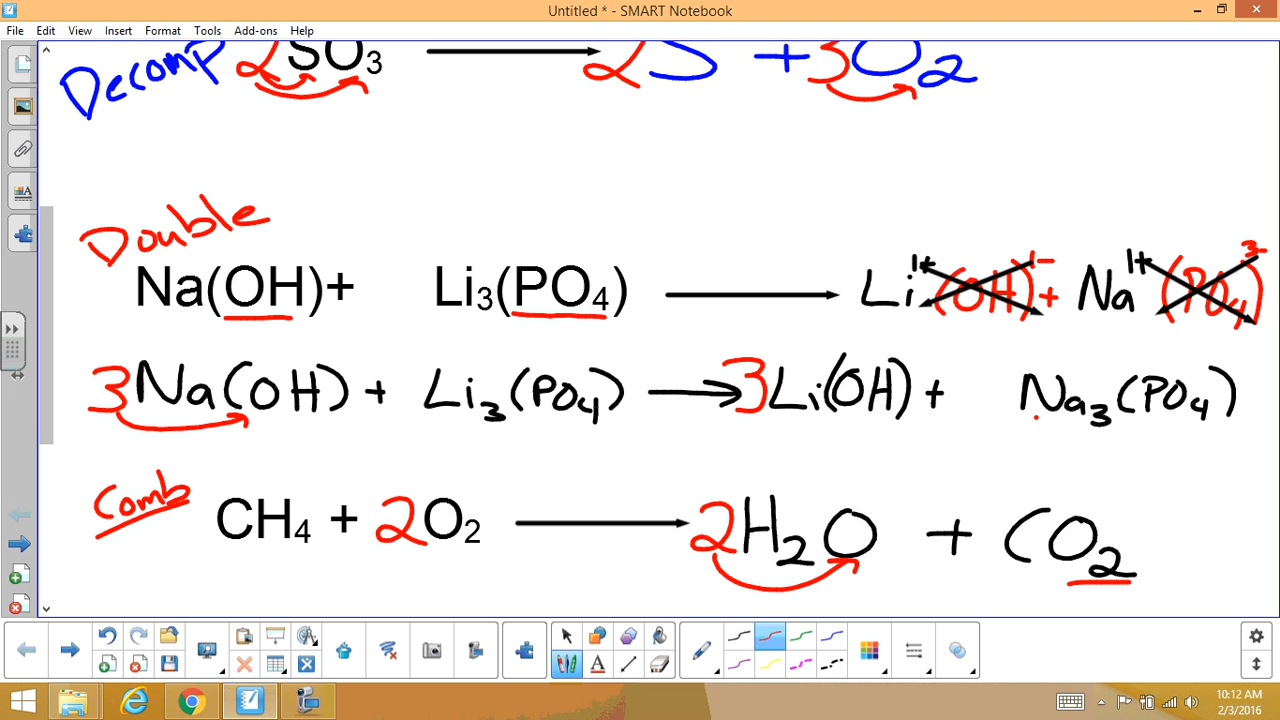 Untitled * - SMART Notebook
File Edit View Insert Format Tools Add-ons Help
Decomp 2SO3 → 2S + 3O2
Double
Na(OH)+ Li3(PO4) → Li1+(OH)1- + Na1+(PO4)3-
3Na(OH) + Li3(PO4) → 3Li(OH) + Na3(PO4)
Comb CH4 + 2O2 → 2H2O + CO2
10:12 AM
2/3/2016